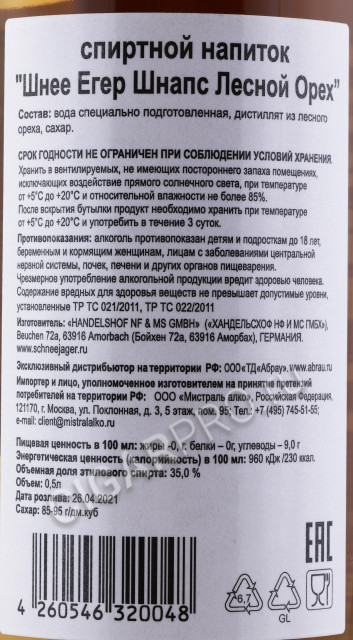 спиртной напиток
"Шнее Егер Шнапс Лесной Орех"
Состав: вода специально подготовленная, дистиллят из лесного
ореха, сахар.
СРОК ГОДНОСТИ НЕ ОГРАНИЧЕН ПРИ СОБЛЮДЕНИИ УСЛОВИЙ ХРАНЕНИЯ.
Хранить в вентилируемых, не имеющих постороннего запаха помещениях,
исключающих воздействие прямого солнечного света, при температуре
от +5°С до +20°С и относительной влажности не более 85%.
После вскрытия бутылки продукт необходимо хранить при температуре
от +5°С до +20°С и употребить в течение 3 суток.
Противопоказания: алкоголь противопоказан детям и подросткам до 18 лет,
беременным и кормящим женщинам, лицам с заболеваниями центральной
нервной системы, почек, печени и других органов пищеварения.
Чрезмерное употребление алкогольной продукции вредит здоровью человека.
Содержание вредных для здоровья веществ не превышает допустимые уровни,
установленные ТР ТС 021/2011, ТР ТС 022/2011
Изготовитель: «HANDELSHOF NF & MS GMBH» («ХАНДЕЛЬСХОФ НФ И МС ГМБХ»),
Beuchen 72a, 63916 Amorbach (Бойхен 72а, 63916 Аморбах), ГЕРМАНИЯ.
www.schneejager.de
Эксклюзивный дистрибьютор на территории РФ: ООО«ТД«Абрау». www.abrau.ru
Импортер и лицо, уполномоченное изготовителем на принятие претензий
потребителей на территории РФ: ООО «Мистраль алко», Российская Федерация,
121170, г. Москва, ул. Поклонная, д. 3, 5 этаж, пом. 95; Тел.: +7 (495) 745-51-55;
e-mail: client@mistralalko.ru
Пищевая ценность в 100 мл: жиры -0, г. белки – 0г, углеводы – 9,0 г
Энергетическая ценность (калорийность) в 100 мл: 960 кДж /230 ккал.
Объемная доля этилового спирта: 35,0 %
Объем: 0,5л
Дата розлива: 26.04.2021
Сахар: 85-95 г/дм.куб
CIGARPRO.RU
EAC
6,7
GL
4 260546 320048